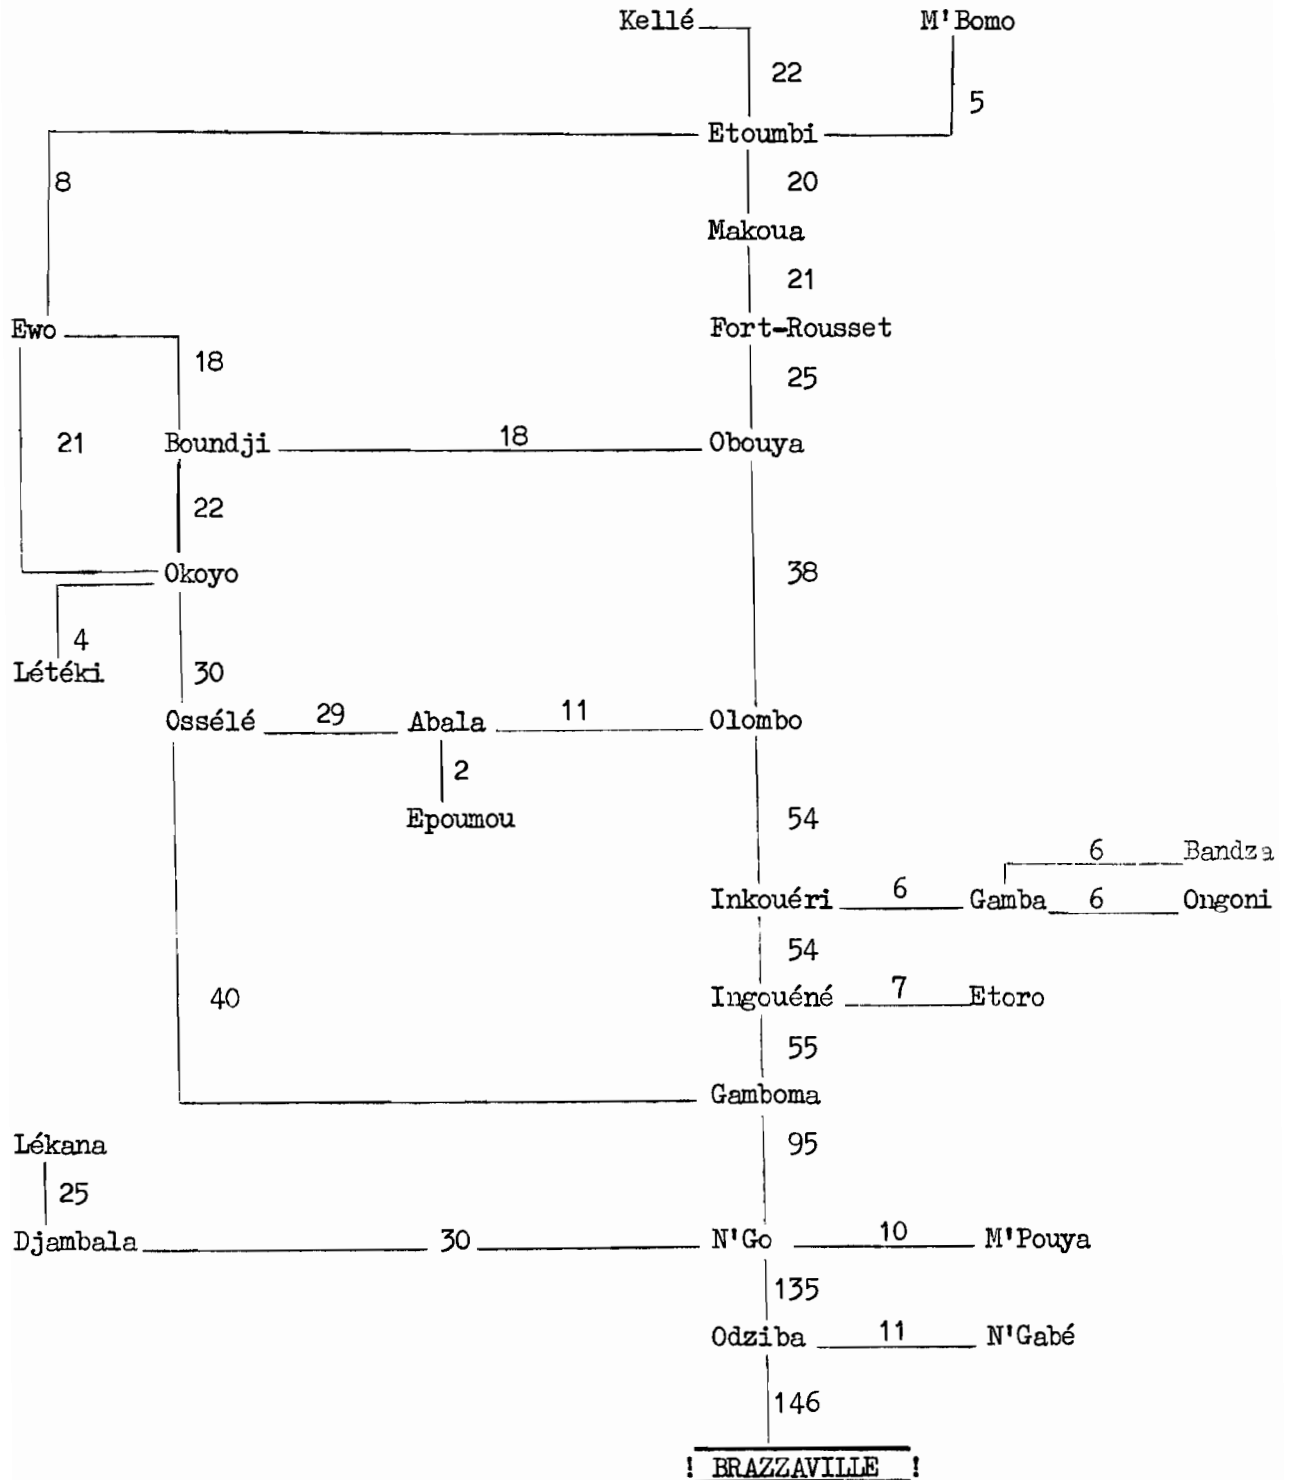 Kellé M'Bomo
22
5
Etoumbi
8 20
Makoua
21
Ewo Fort-Rousset
18 25
21 Boundji 18 Obouya
22
Okoyo 38
4
Létéki 30
Ossélé 29 Abala 11 Olombo
2
Epoumou 54
6 Bandza
Inkouéri 6 Gamba 6 Ongoni
54
40 Ingouéné 7 Etoro
55
Gamboma
Lékana 95
25
Djambala 30 N'Go 10 M'Pouya
135
Odziba 11 N'Gabé
146
! BRAZZAVILLE !